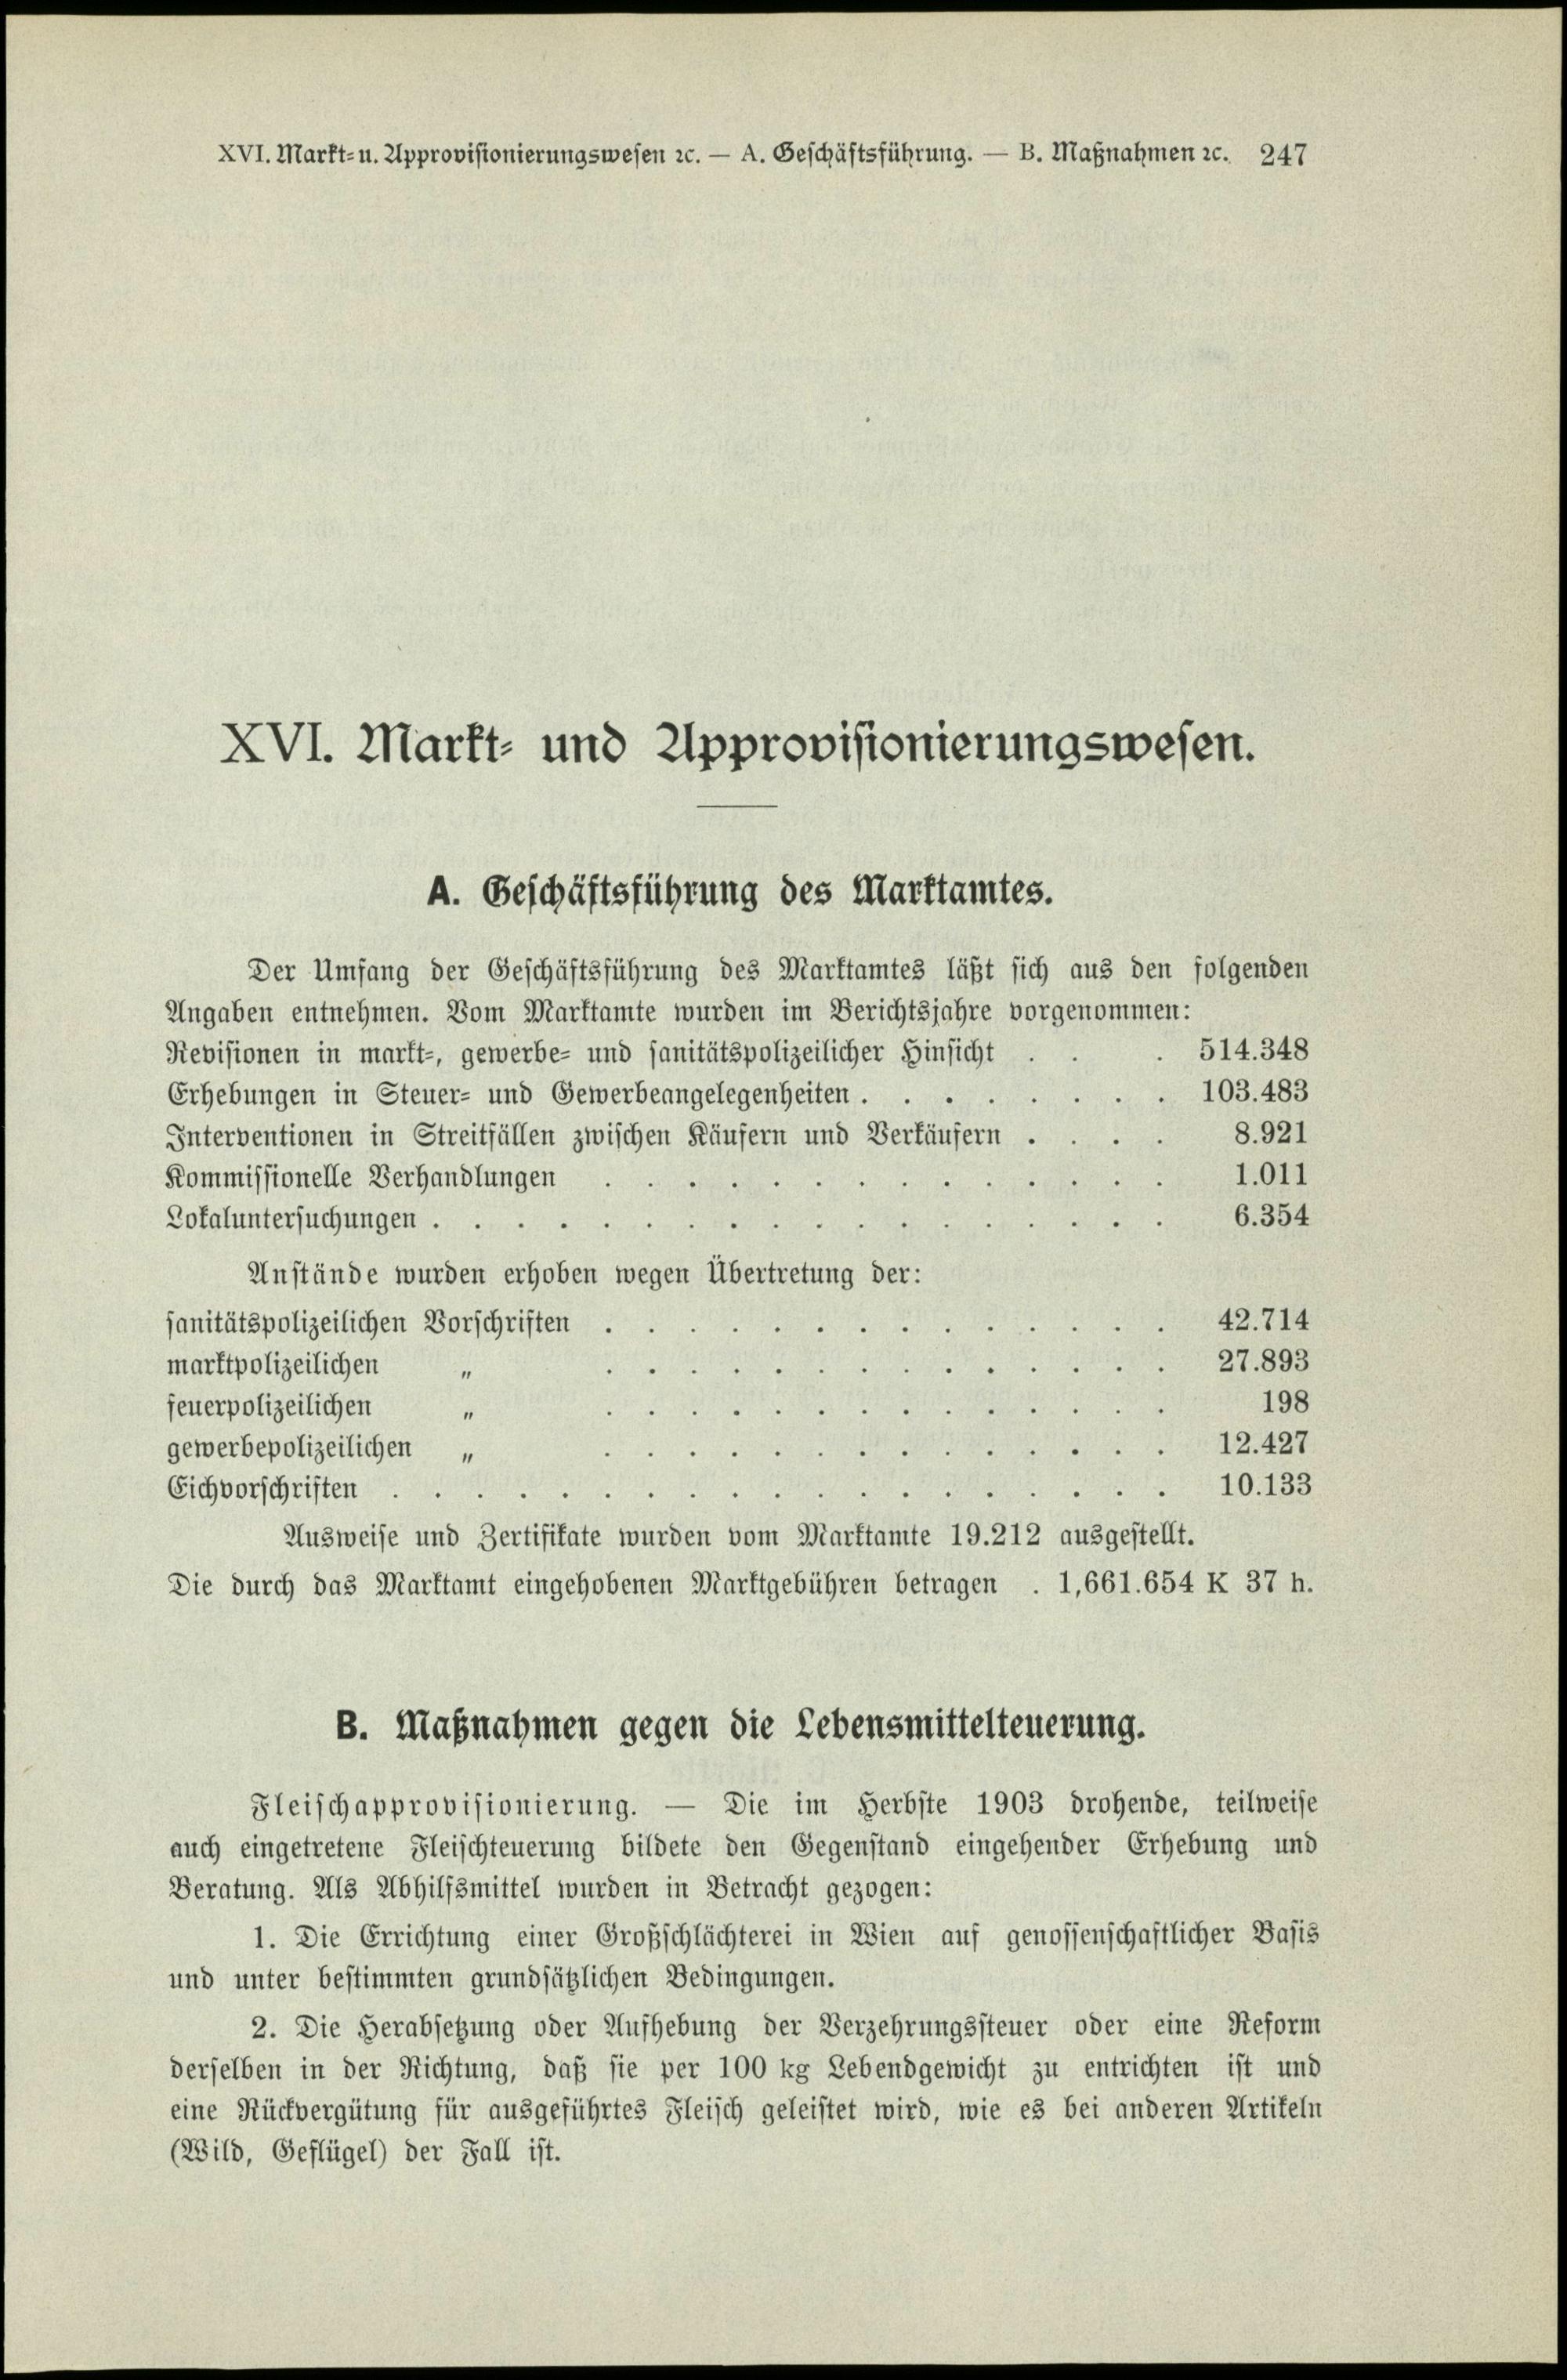 XVI. Markt- u. Approvisionierungswesen ꝛc. — A. Geschäftsführung. — B. Maßnahmen ꝛc. 247
XVI. Markt- und Approvisionierungswesen.
A. Geschäftsführung des Marktamtes.
Der Umfang der Geschäftsführung des Marktamtes läßt sich aus den folgenden
Angaben entnehmen. Vom Marktamte wurden im Berichtsjahre vorgenommen:
Revisionen in markt-, gewerbe- und sanitätspolizeilicher Hinsicht . . . 514.348
Erhebungen in Steuer- und Gewerbeangelegenheiten . . . . . . . . 103.483
Interventionen in Streitfällen zwischen Käufern und Verkäufern . . . . 8.921
Kommissionelle Verhandlungen . . . . . . . . . . . . . . 1.011
Lokaluntersuchungen . . . . . . . . . . . . . . . . . . 6.354
Anstände wurden erhoben wegen Übertretung der:
sanitätspolizeilichen Vorschriften . . . . . . . . . . . . . . 42.714
marktpolizeilichen „ . . . . . . . . . . . . . . 27.893
feuerpolizeilichen „ . . . . . . . . . . . . . . 198
gewerbepolizeilichen „ . . . . . . . . . . . . . . 12.427
Eichvorschriften . . . . . . . . . . . . . . . . . . . 10.133
Ausweise und Zertifikate wurden vom Marktamte 19.212 ausgestellt.
Die durch das Marktamt eingehobenen Marktgebühren betragen . 1,661.654 K 37 h.
B. Maßnahmen gegen die Lebensmittelteuerung.
Fleischapprovisionierung. — Die im Herbste 1903 drohende, teilweise
auch eingetretene Fleischteuerung bildete den Gegenstand eingehender Erhebung und
Beratung. Als Abhilfsmittel wurden in Betracht gezogen:
1. Die Errichtung einer Großschlächterei in Wien auf genossenschaftlicher Basis
und unter bestimmten grundsätzlichen Bedingungen.
2. Die Herabsetzung oder Aufhebung der Verzehrungssteuer oder eine Reform
derselben in der Richtung, daß sie per 100 kg Lebendgewicht zu entrichten ist und
eine Rückvergütung für ausgeführtes Fleisch geleistet wird, wie es bei anderen Artikeln
(Wild, Geflügel) der Fall ist.